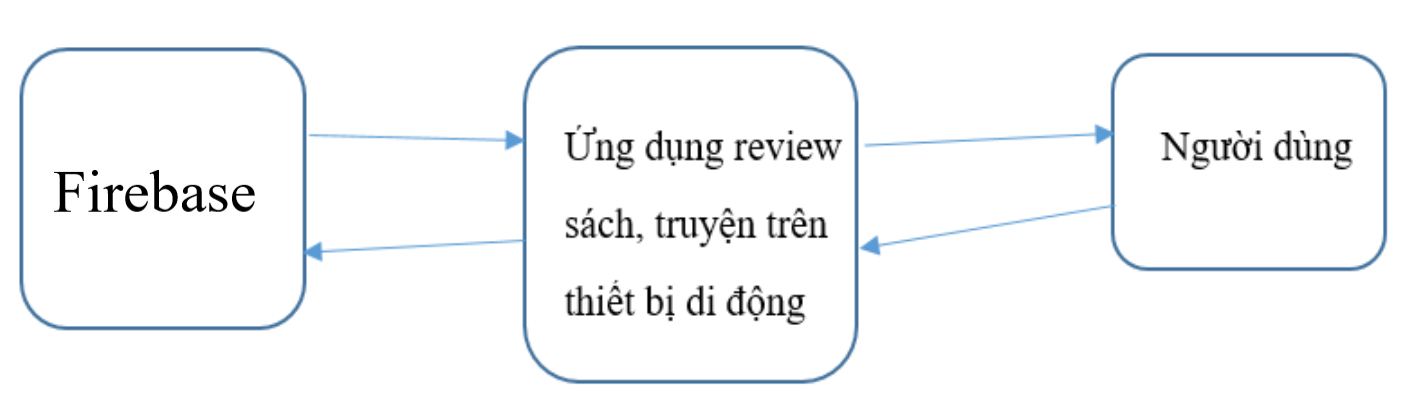 Firebase
Ứng dụng review
sách, truyện trên
thiết bị di động
Người dùng